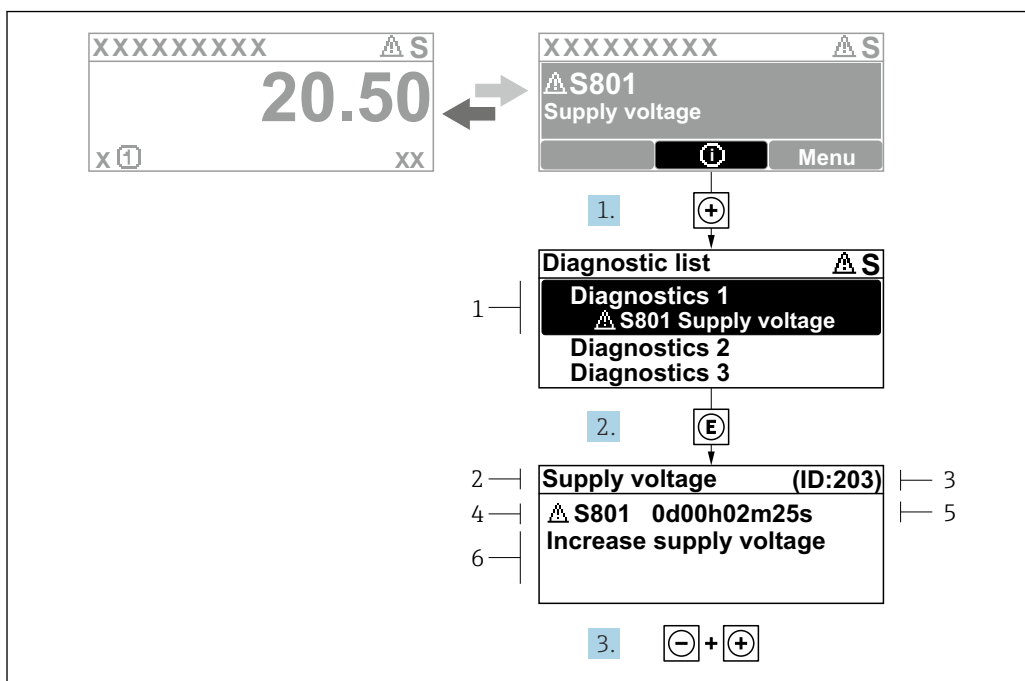 XXXXXXXXX ⚠ S
20.50
X 1 XX
XXXXXXXXX ⚠ S
⚠ S801
Supply voltage
i Menu
1. +
Diagnostic list ⚠ S
1
Diagnostics 1
⚠ S801 Supply voltage
Diagnostics 2
Diagnostics 3
2. E
2 Supply voltage (ID:203) 3
4 ⚠ S801 0d00h02m25s 5
6 Increase supply voltage
3. - + +